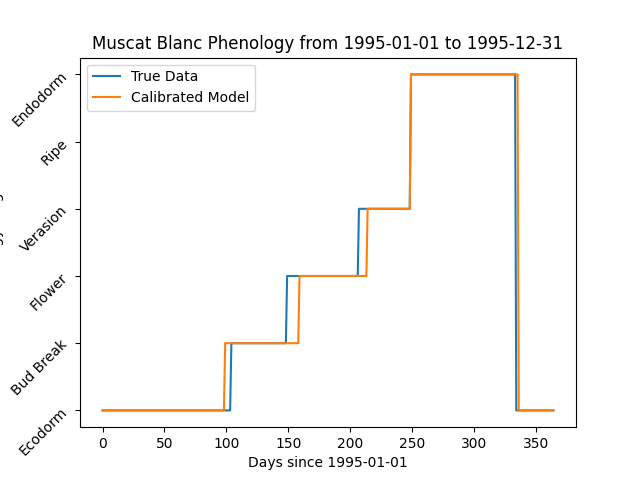 Muscat Blanc Phenology from 1995-01-01 to 1995-12-31
True Data
Calibrated Model
Endodorm
Ripe
Verasion
Flower
Bud Break
Ecodorm
0 50 100 150 200 250 300 350
Days since 1995-01-01